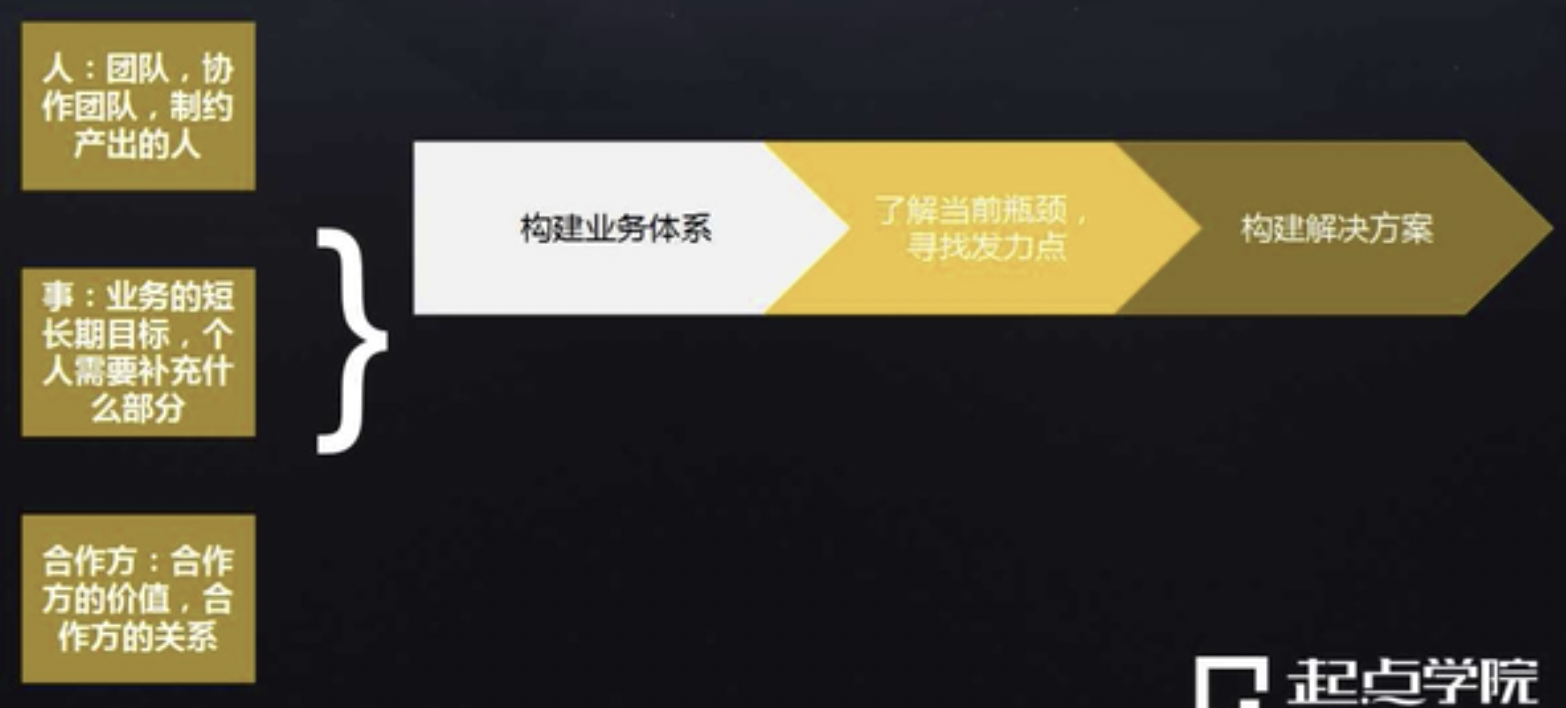 人：团队，协
作团队，制约
产出的人
事：业务的短
长期目标，个
人需要补充什
么部分
合作方：合作
方的价值，合
作方的关系
构建业务体系
了解当前瓶颈，
寻找发力点
构建解决方案
起点学院